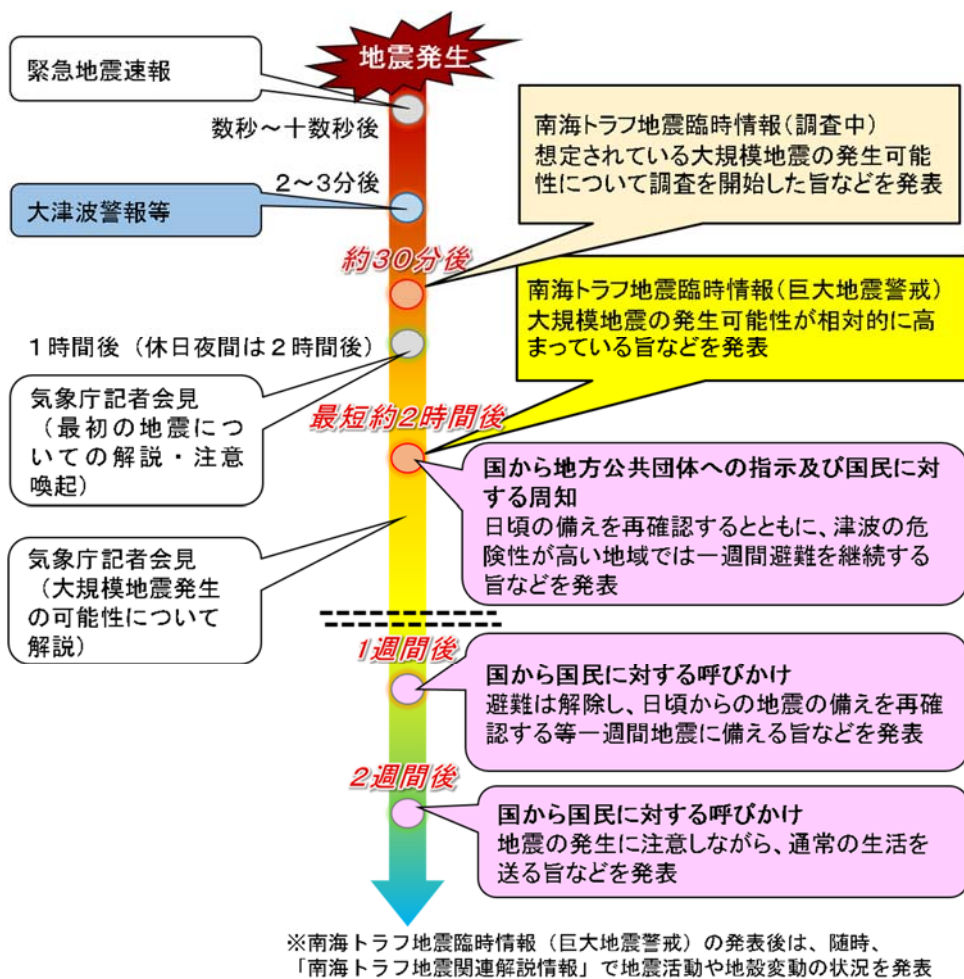 地震発生
緊急地震速報
数秒～十数秒後
2～3分後
大津波警報等
南海トラフ地震臨時情報（調査中）
想定されている大規模地震の発生可能
性について調査を開始した旨などを発表
約30分後
南海トラフ地震臨時情報（巨大地震警戒）
大規模地震の発生可能性が相対的に高
まっている旨などを発表
１時間後（休日夜間は２時間後）
気象庁記者会見
（最初の地震につ
いての解説・注意
喚起）
最短約2時間後
国から地方公共団体への指示及び国民に対
する周知
日頃の備えを再確認するとともに、津波の危
険性が高い地域では一週間避難を継続する
旨などを発表
気象庁記者会見
（大規模地震発生
の可能性について
解説）
1週間後
国から国民に対する呼びかけ
避難は解除し、日頃からの地震の備えを再確
認する等一週間地震に備える旨などを発表
2週間後
国から国民に対する呼びかけ
地震の発生に注意しながら、通常の生活を
送る旨などを発表
※南海トラフ地震臨時情報（巨大地震警戒）の発表後は、随時、
「南海トラフ地震関連解説情報」で地震活動や地殻変動の状況を発表